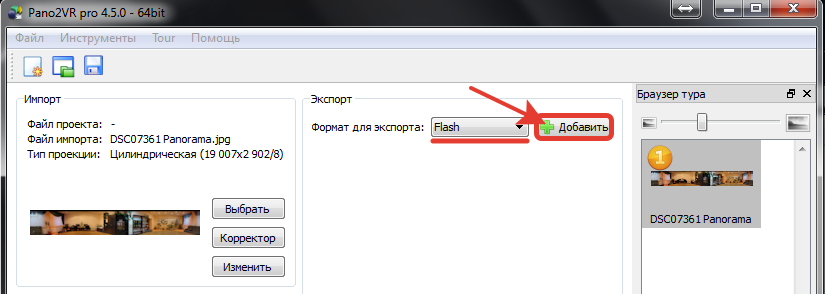 Pano2VR pro 4.5.0 - 64bit
Файл Инструменты Tour Помощь
Импорт
Файл проекта: -
Файл импорта: DSC07361 Panorama.jpg
Тип проекции: Цилиндрическая (19 007x2 902/8)
Выбрать
Корректор
Изменить
Экспорт
Формат для экспорта: Flash Добавить
Браузер тура
1
DSC07361 Panorama